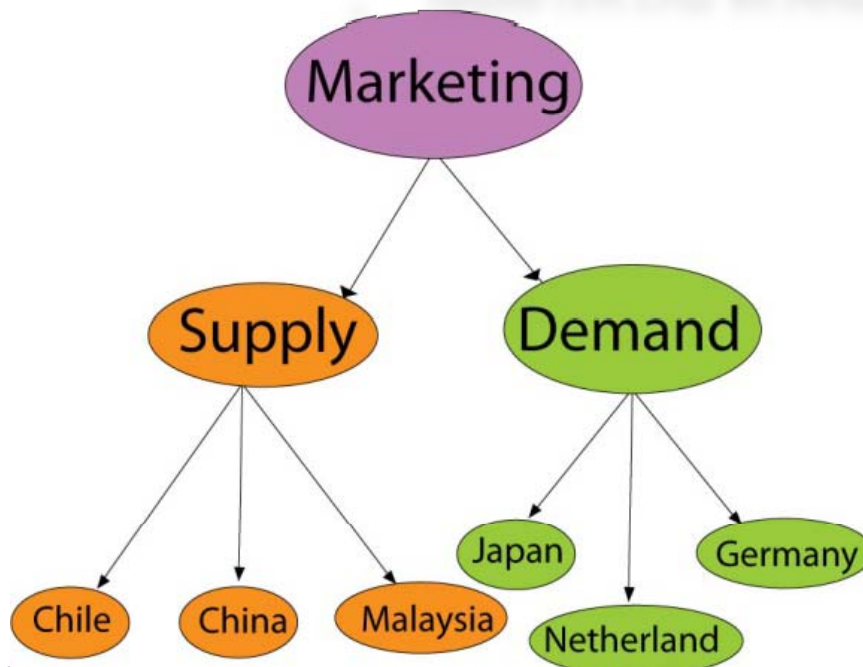 Marketing
Supply
Demand
Japan
Germany
Chile
China
Malaysia
Netherland